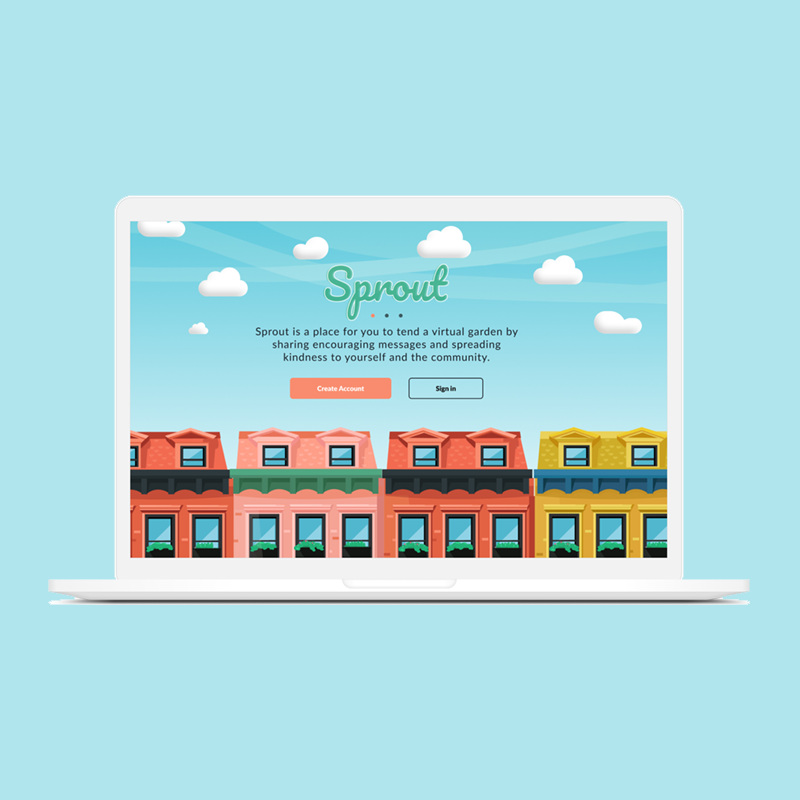 Sprout
Sprout is a place for you to tend a virtual garden by
sharing encouraging messages and spreading
kindness to yourself and the community.
Create Account
Sign in